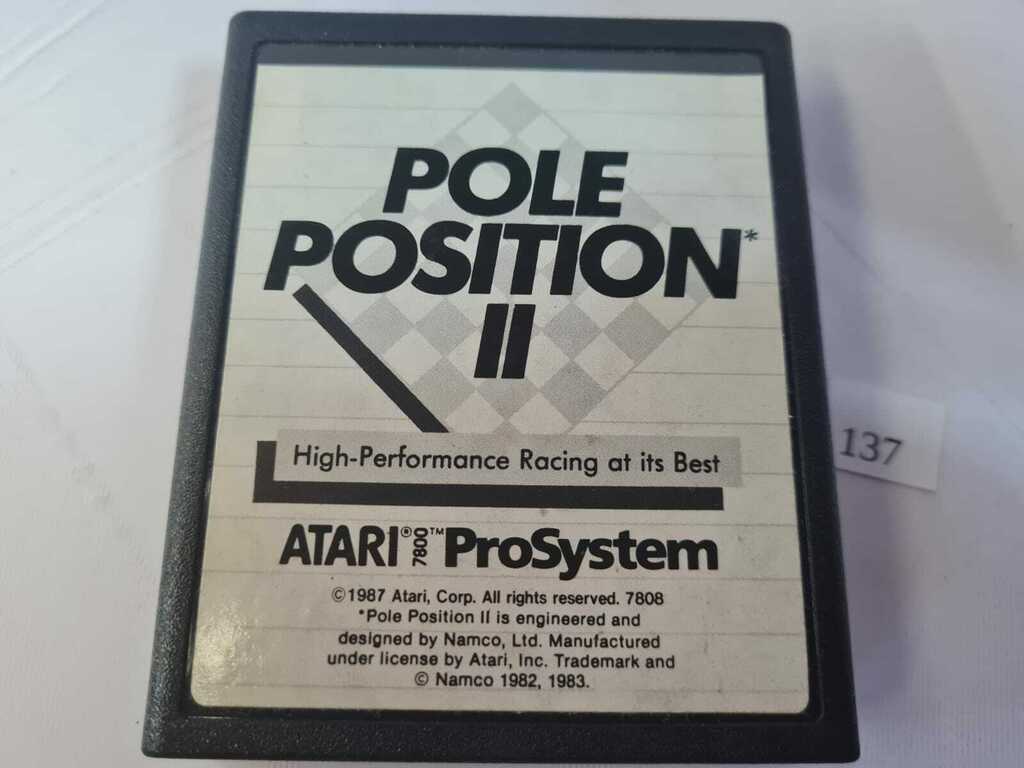 POLE
POSITION*
II
High-Performance Racing at its Best
137
ATARI® 7800™ ProSystem
©1987 Atari, Corp. All rights reserved. 7808
*Pole Position II is engineered and
designed by Namco, Ltd. Manufactured
under license by Atari, Inc. Trademark and
© Namco 1982, 1983.